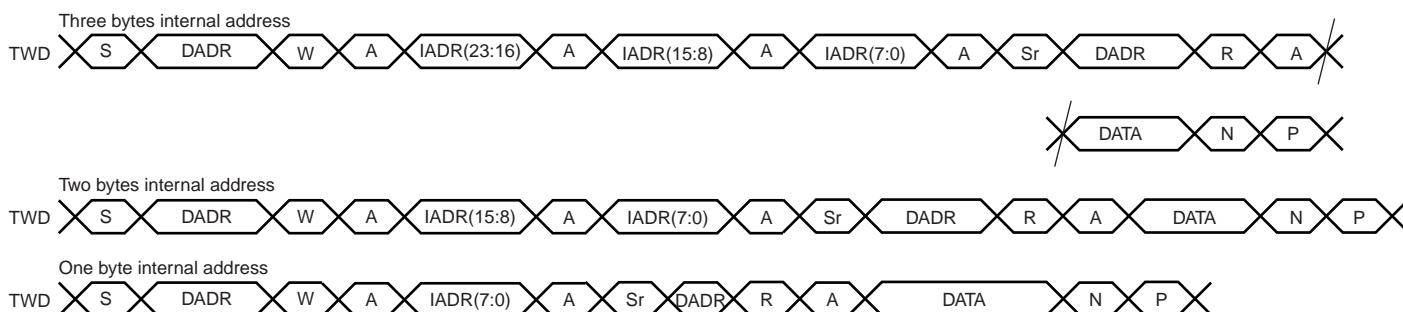 Three bytes internal address
TWD S DADR W A IADR(23:16) A IADR(15:8) A IADR(7:0) A Sr DADR R A
DATA N P
Two bytes internal address
TWD S DADR W A IADR(15:8) A IADR(7:0) A Sr DADR R A DATA N P
One byte internal address
TWD S DADR W A IADR(7:0) A Sr DADR R A DATA N P